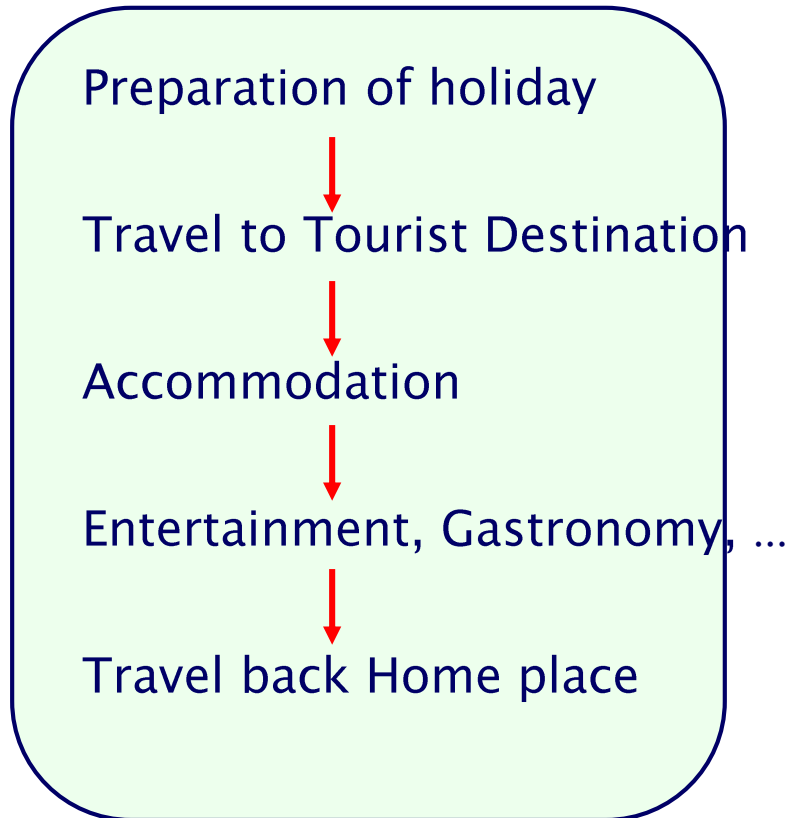 Preparation of holiday
Travel to Tourist Destination
Accommodation
Entertainment, Gastronomy, ...
Travel back Home place